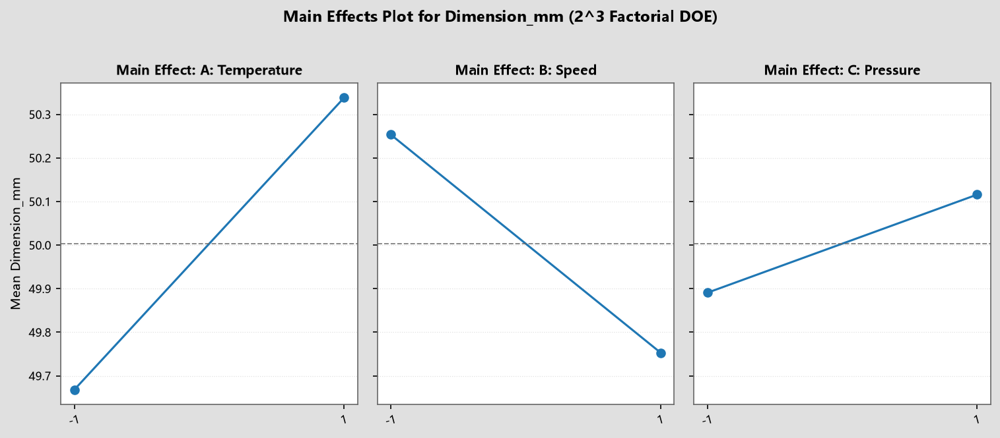 Main Effects Plot for Dimension_mm (2^3 Factorial DOE)
Main Effect: A: Temperature
Main Effect: B: Speed
Main Effect: C: Pressure
Mean Dimension_mm
50.3
50.2
50.1
50.0
49.9
49.8
49.7
-1
1
-1
1
-1
1